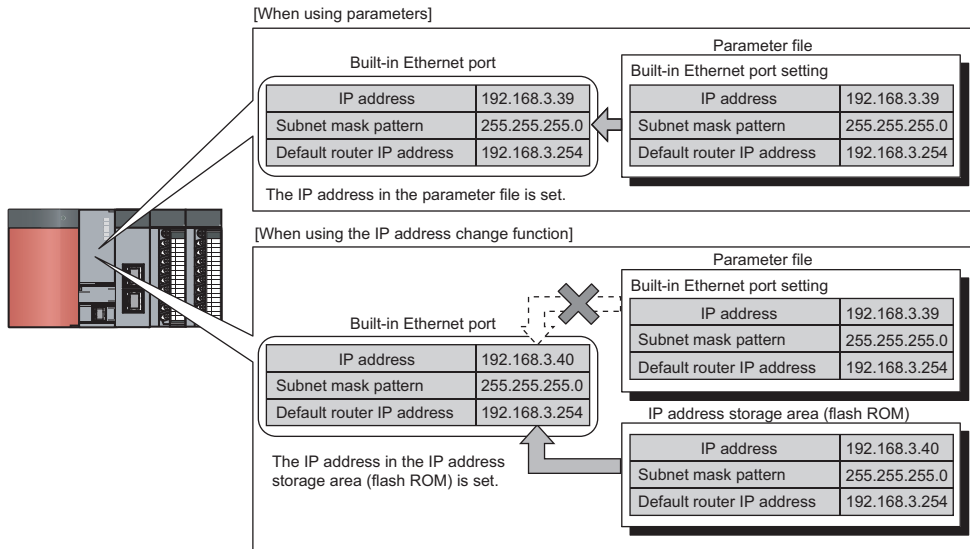 [When using parameters]
Built-in Ethernet port
IP address 192.168.3.39
Subnet mask pattern 255.255.255.0
Default router IP address 192.168.3.254
The IP address in the parameter file is set.
Parameter file
Built-in Ethernet port setting
IP address 192.168.3.39
Subnet mask pattern 255.255.255.0
Default router IP address 192.168.3.254
[When using the IP address change function]
Built-in Ethernet port
IP address 192.168.3.40
Subnet mask pattern 255.255.255.0
Default router IP address 192.168.3.254
The IP address in the IP address
storage area (flash ROM) is set.
Parameter file
Built-in Ethernet port setting
IP address 192.168.3.39
Subnet mask pattern 255.255.255.0
Default router IP address 192.168.3.254
IP address storage area (flash ROM)
IP address 192.168.3.40
Subnet mask pattern 255.255.255.0
Default router IP address 192.168.3.254